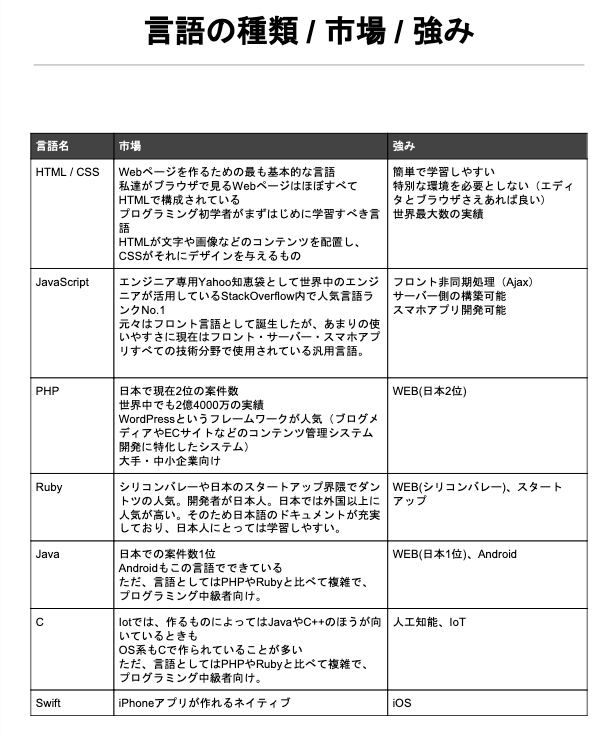 言語の種類 / 市場 / 強み
言語名
市場
強み
HTML / CSS
Webページを作るための最も基本的な言語
私達がブラウザで見るWebページはほぼすべて
HTMLで構成されている
プログラミング初学者がまずはじめに学習すべき言
語
HTMLが文字や画像などのコンテンツを配置し、
CSSがそれにデザインを与えるもの
簡単で学習しやすい
特別な環境を必要としない（エディ
タとブラウザさえあれば良い）
世界最大数の実績
JavaScript
エンジニア専用Yahoo知恵袋として世界中のエンジ
ニアが活用しているStackOverflow内で人気言語ラ
ンクNo.1
元々はフロント言語として誕生したが、あまりの使
いやすさに現在はフロント・サーバー・スマホアプ
リすべての技術分野で使用されている汎用言語。
フロント非同期処理（Ajax）
サーバー側の構築可能
スマホアプリ開発可能
PHP
日本で現在2位の案件数
世界中でも2億4000万の実績
WordPressというフレームワークが人気（ブログメ
ディアやECサイトなどのコンテンツ管理システム
開発に特化したシステム）
大手・中小企業向け
WEB(日本2位)
Ruby
シリコンバレーや日本のスタートアップ界隈でダン
トツの人気。開発者が日本人。日本では外国以上に
人気が高い。そのため日本語のドキュメントが充実
しており、日本人にとっては学習しやすい。
WEB(シリコンバレー)、スタート
アップ
Java
日本での案件数1位
Androidもこの言語でできている
ただ、言語としてはPHPやRubyと比べて複雑で、
プログラミング中級者向け。
WEB(日本1位)、Android
C
Iotでは、作るものによってはJavaやC++のほうが向
いているときも
OS系もCで作られていることが多い
ただ、言語としてはPHPやRubyと比べて複雑で、
プログラミング中級者向け。
人工知能、IoT
Swift
iPhoneアプリが作れるネイティブ
iOS